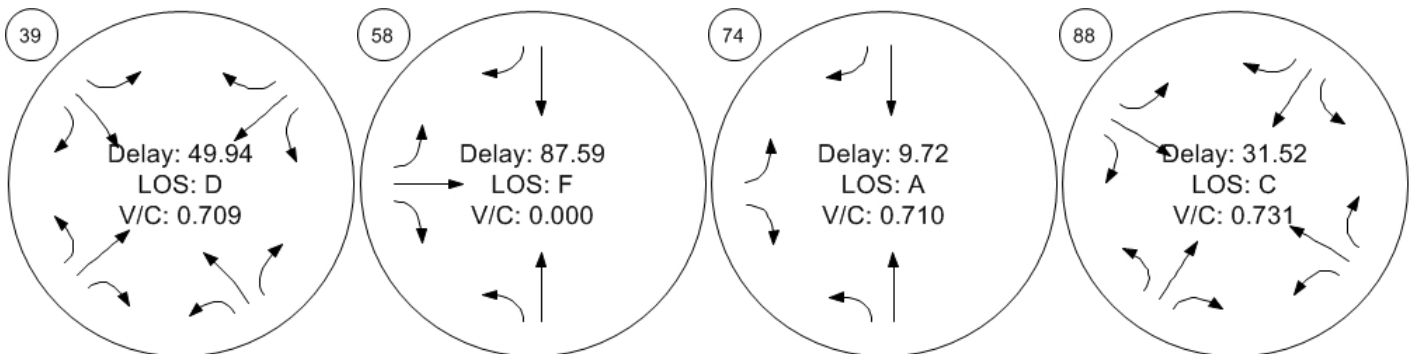 39
Delay: 49.94
LOS: D
V/C: 0.709
58
Delay: 87.59
LOS: F
V/C: 0.000
74
Delay: 9.72
LOS: A
V/C: 0.710
88
Delay: 31.52
LOS: C
V/C: 0.731